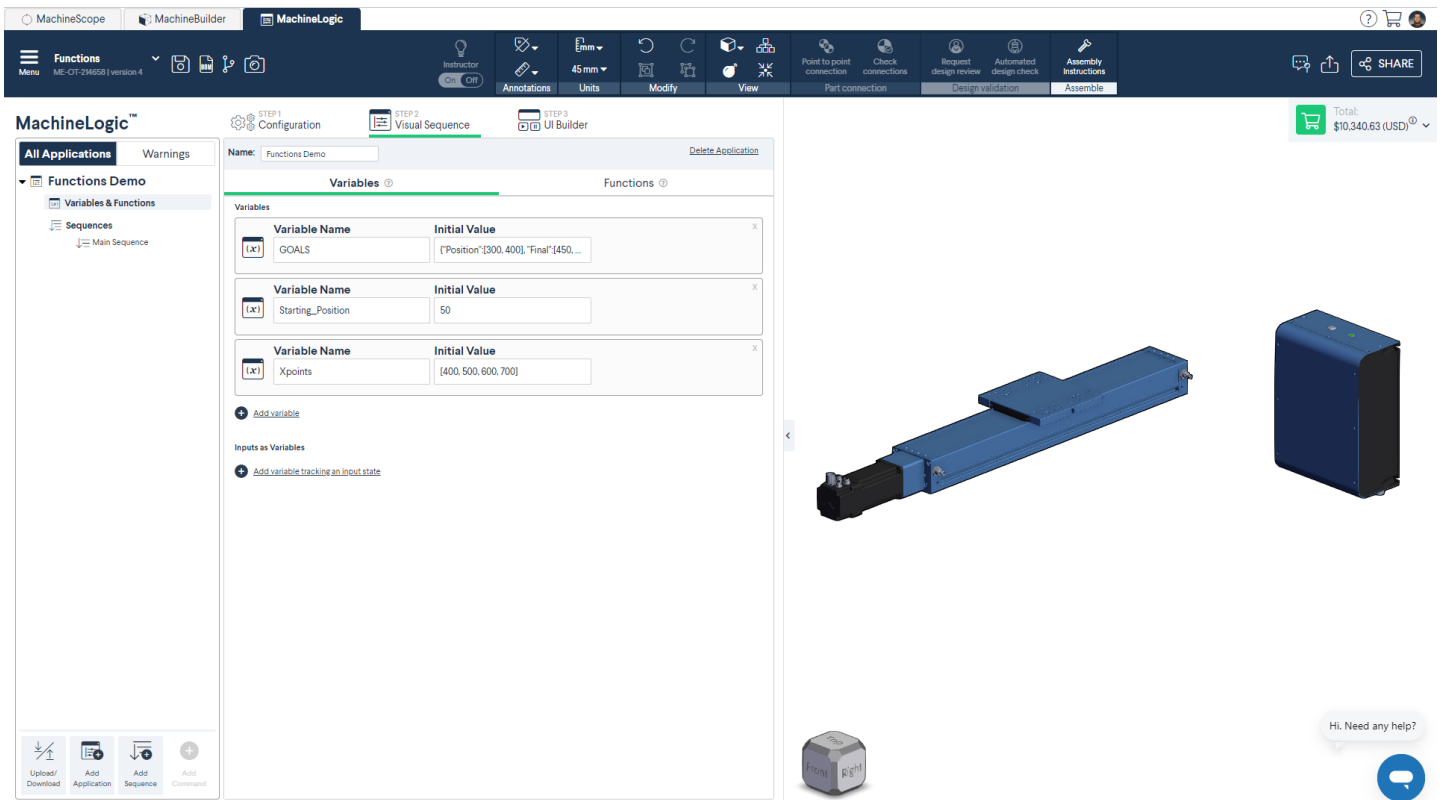 MachineScope
MachineBuilder
MachineLogic
Menu
Functions
ME-OT-214658 | version 4
BOM
Instructor
On Off
Annotations
mm
45 mm
Units
Modify
View
Point to point connection
Check connections
Part connection
Request design review
Automated design check
Design validation
Assembly Instructions
Assemble
SHARE
MachineLogic™
STEP 1
Configuration
STEP 2
Visual Sequence
STEP 3
UI Builder
Total:
$10,340.63 (USD)
All Applications
Warnings
Functions Demo
Variables & Functions
Sequences
Main Sequence
Name:
Functions Demo
Delete Application
Variables ?
Functions ?
Variables
Variable Name
Initial Value
X
(x)
GOALS
{"Position":[300, 400], "Final":[450, ...
Variable Name
Initial Value
X
(x)
Starting_Position
50
Variable Name
Initial Value
X
(x)
Xpoints
[400, 500, 600, 700]
Add variable
Inputs as Variables
Add variable tracking an input state
Upload/
Download
Add
Application
Add
Sequence
Add
Command
TOP
Front
Right
Hi. Need any help?